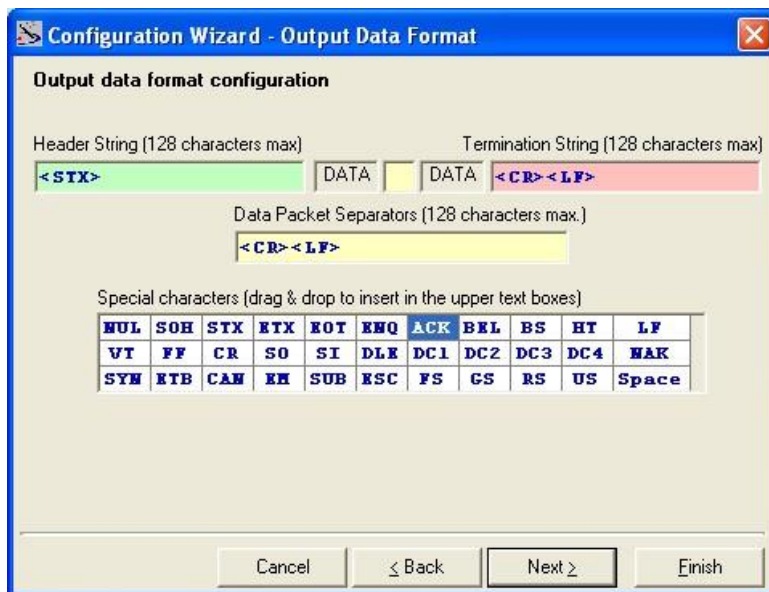 Configuration Wizard - Output Data Format
Output data format configuration
Header String (128 characters max) Termination String (128 characters max)
<STX> DATA DATA <CR><LF>
Data Packet Separators (128 characters max.)
<CR><LF>
Special characters (drag & drop to insert in the upper text boxes)
NUL SOH STX ETX EOT ENQ ACK BEL BS HT LF
VT FF CR SO SI DLE DC1 DC2 DC3 DC4 NAK
SYN ETB CAN EM SUB ESC FS GS RS US Space
Cancel < Back Next > Finish